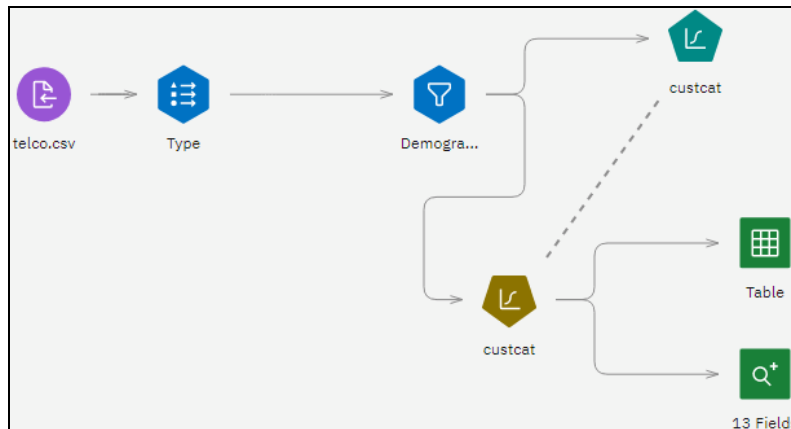 custcat
telco.csv
Type
Demogra...
Table
custcat
13 Field